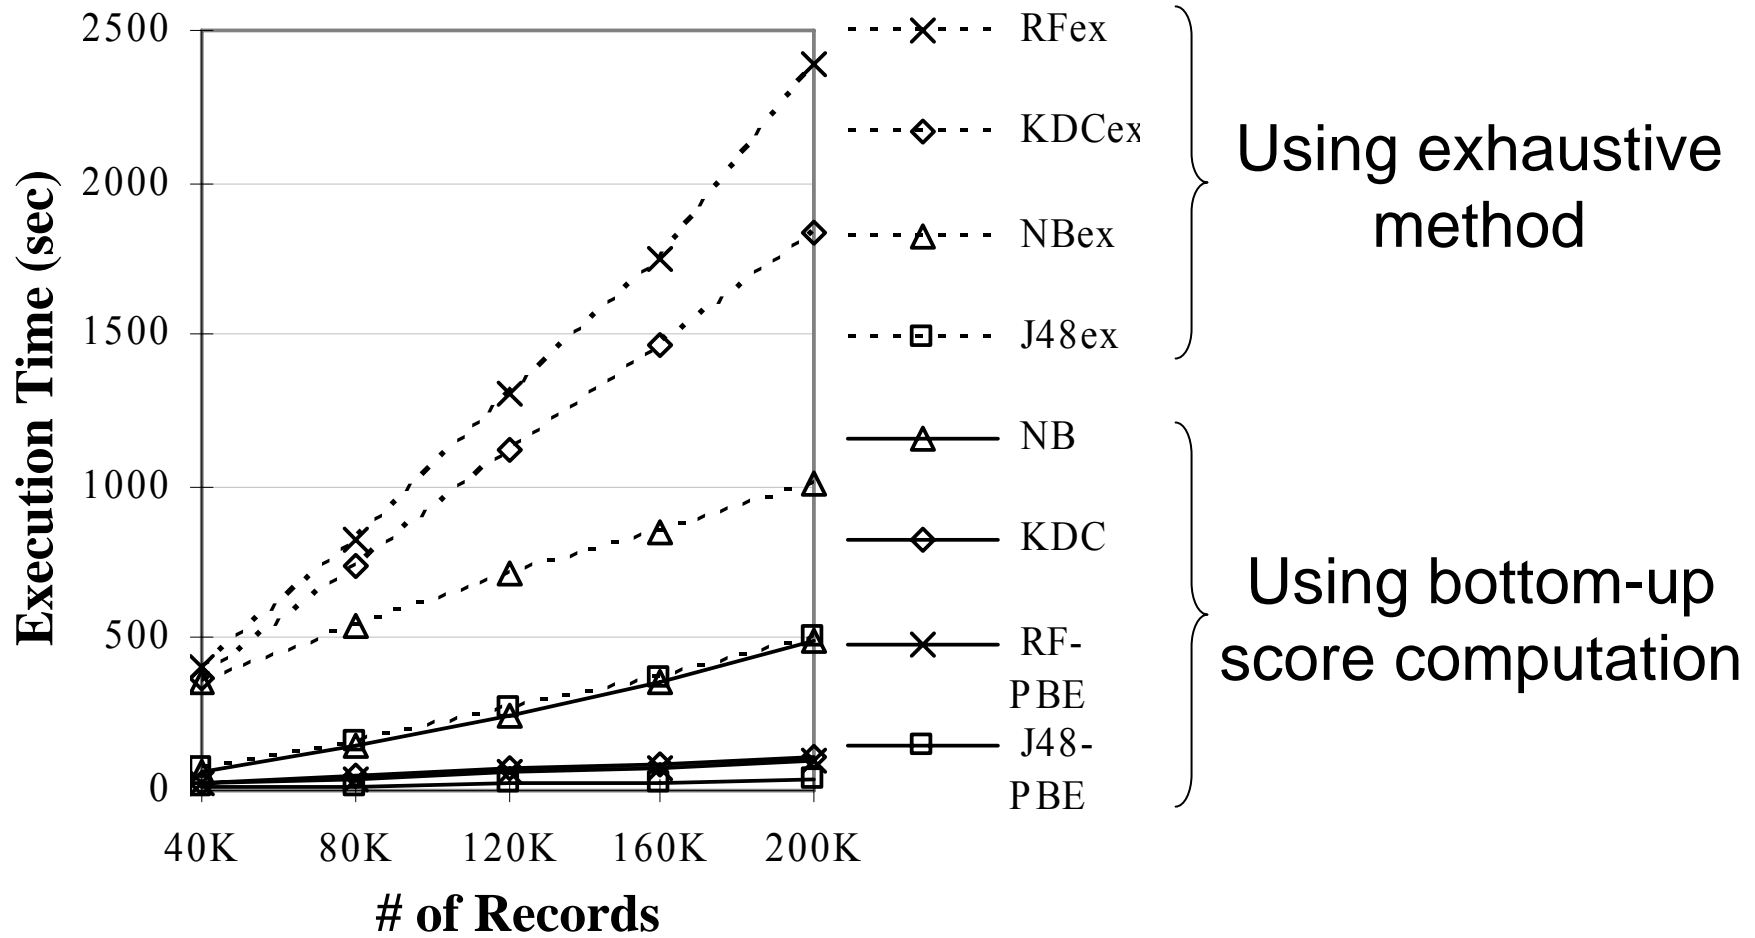 2500
2000
1500
1000
500
0
Execution Time (sec)
40K 80K 120K 160K 200K
# of Records
RFex
KDCex
NBex
J48ex
NB
KDC
RF-
PBE
J48-
PBE
Using exhaustive
method
Using bottom-up
score computation